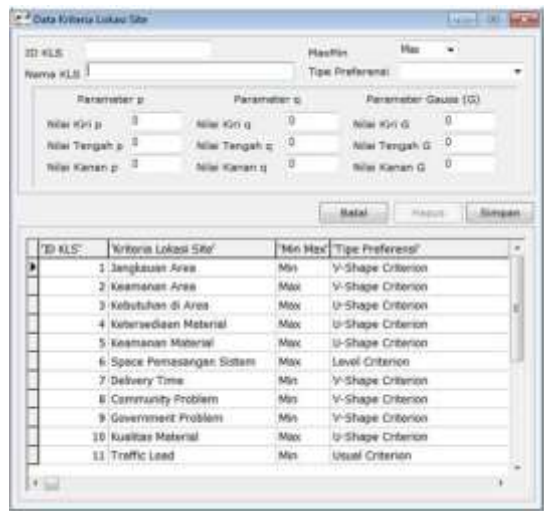 Data Kriteria Lokasi Site
ID KLS MaxMin Max
Nama KLS Tipe Preferensi
Parameter p Parameter q Parameter Gauss (G)
Nilai Kiri p 0 Nilai Kiri q 0 Nilai Kiri G 0
Nilai Tengah p 0 Nilai Tengah q 0 Nilai Tengah G 0
Nilai Kanan p 0 Nilai Kanan q 0 Nilai Kanan G 0
Batal Hapus Simpan
'ID KLS' 'Kriteria Lokasi Site' 'Min Max' 'Tipe Preferensi'
1 Jangkauan Area Min V-Shape Criterion
2 Keamanan Area Max V-Shape Criterion
3 Kebutuhan di Area Max U-Shape Criterion
4 Ketersediaan Material Max U-Shape Criterion
5 Keamanan Material Max U-Shape Criterion
6 Space Pemasangan Sistem Max Level Criterion
7 Delivery Time Min V-Shape Criterion
8 Community Problem Min V-Shape Criterion
9 Government Problem Min V-Shape Criterion
10 Kualitas Material Max U-Shape Criterion
11 Traffic Load Min Usual Criterion